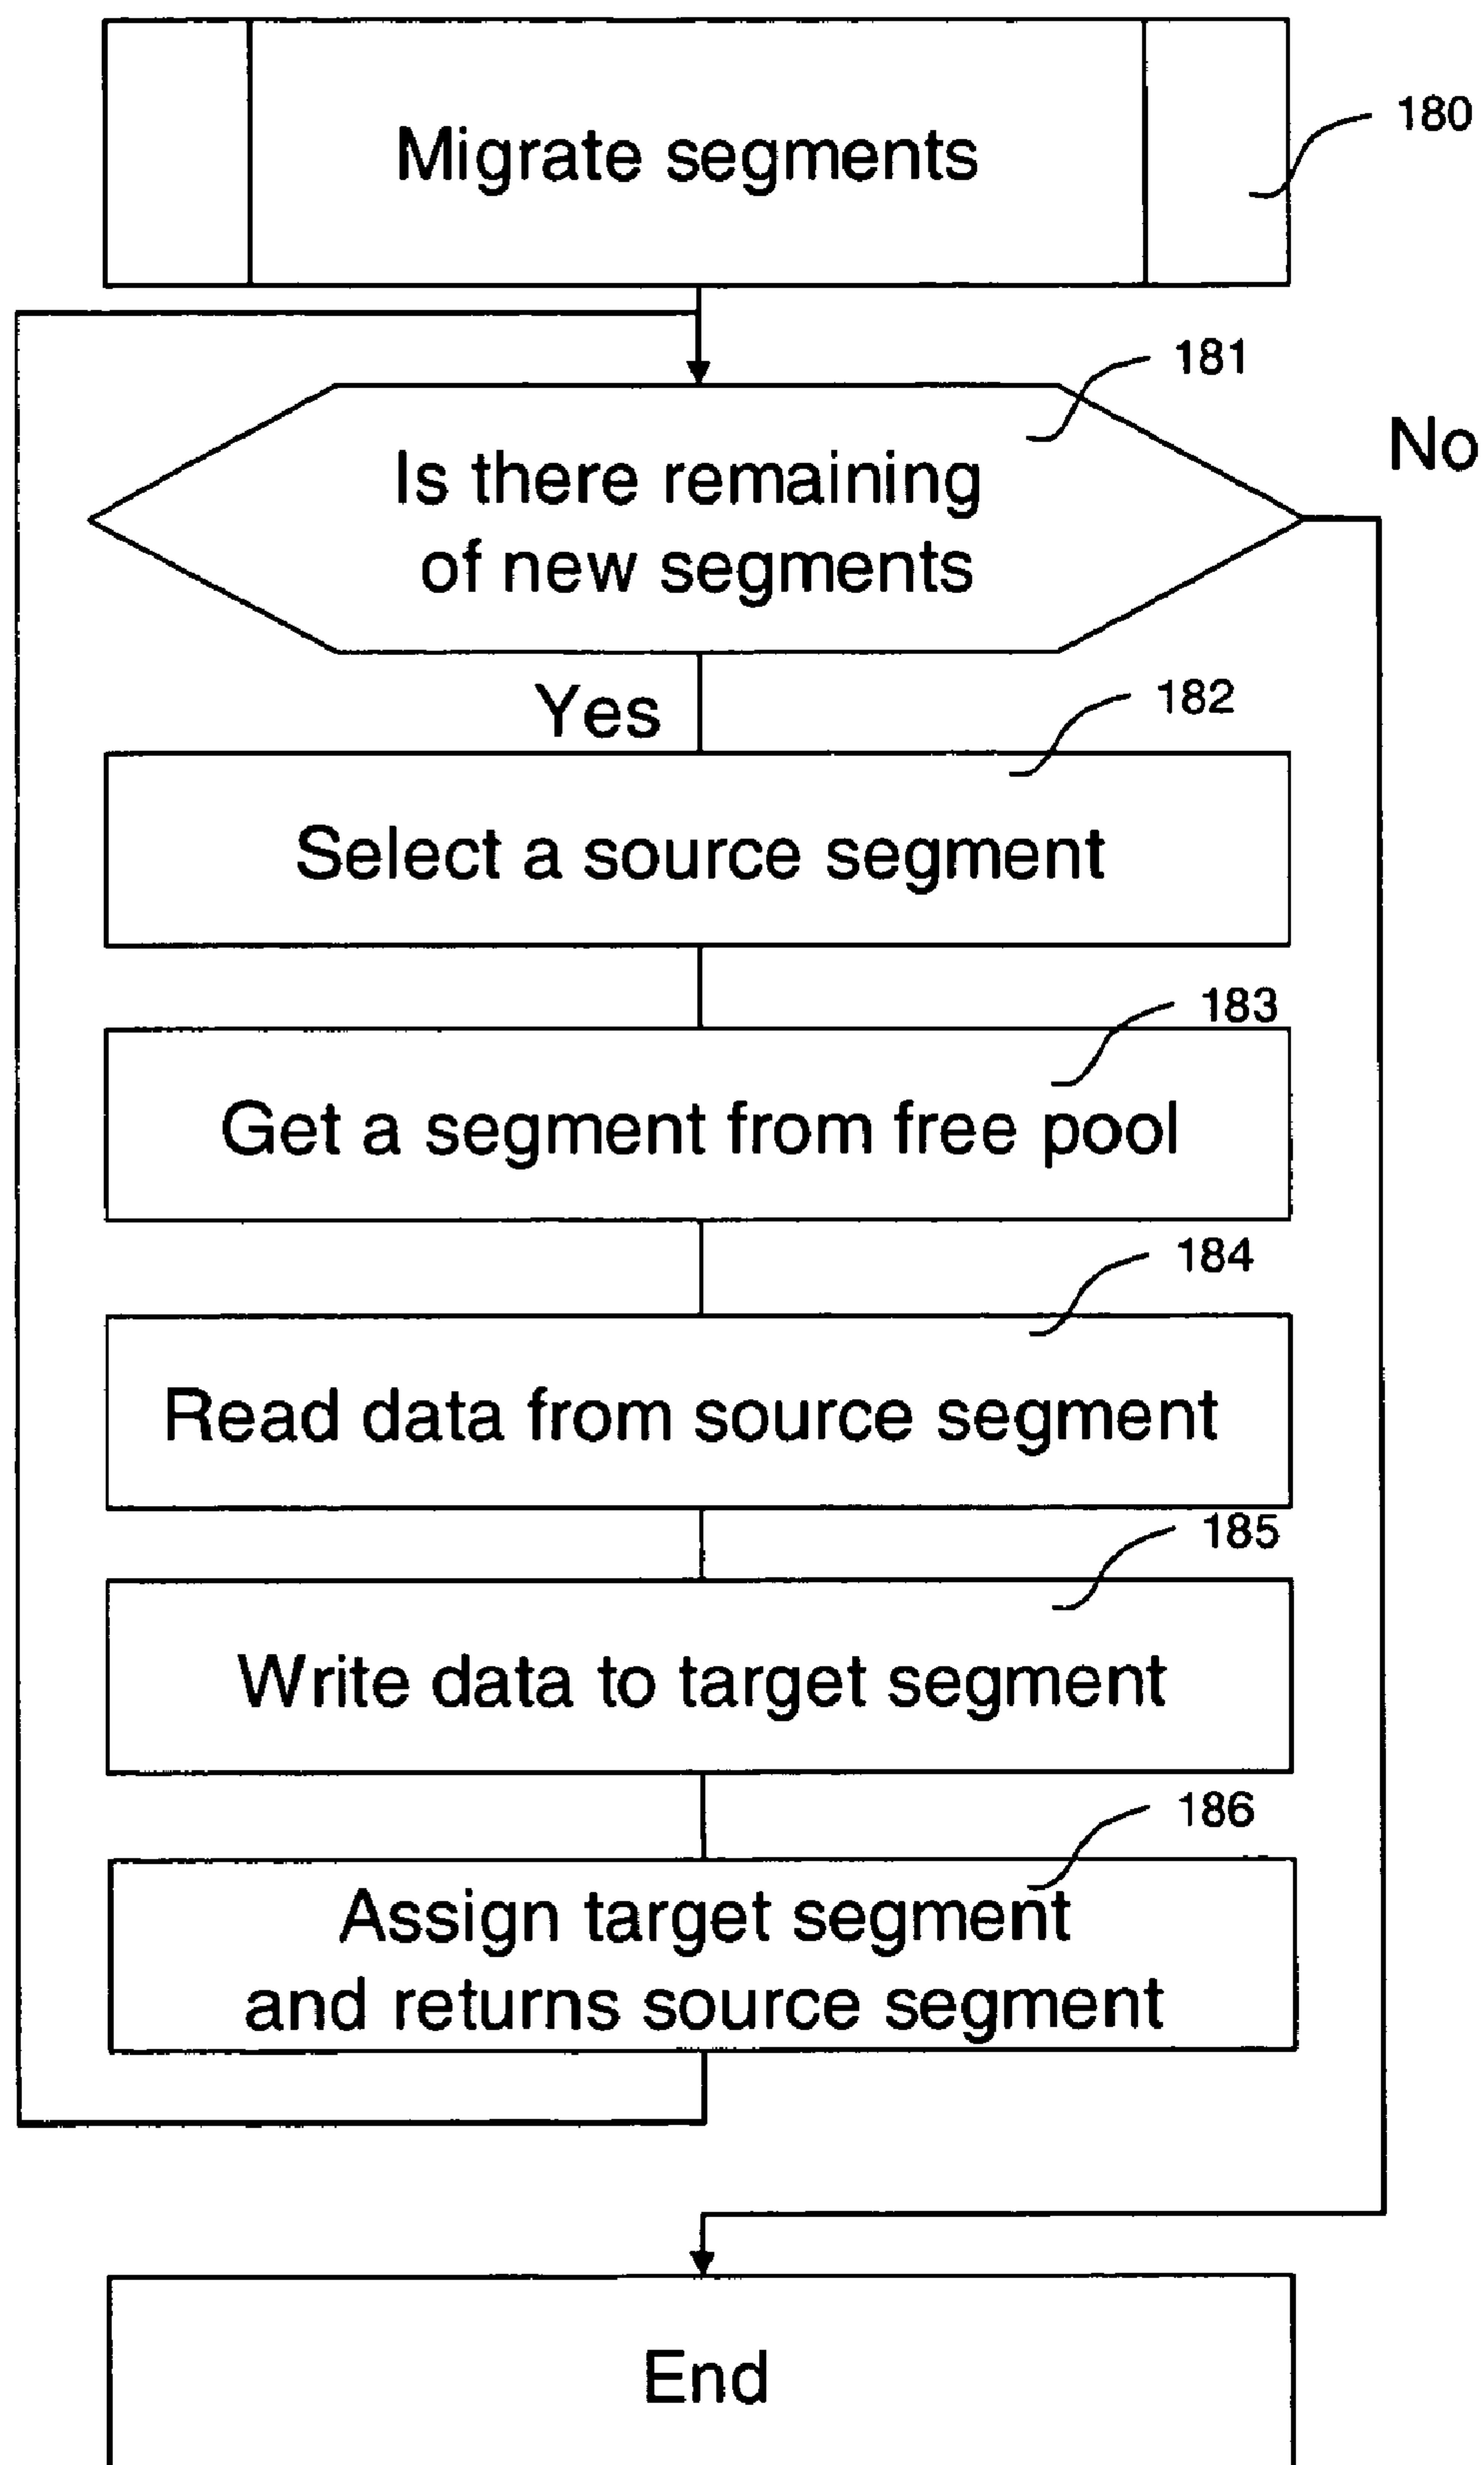 Migrate segments
180
181
No
Is there remaining
of new segments
Yes
182
Select a source segment
183
Get a segment from free pool
184
Read data from source segment
185
Write data to target segment
186
Assign target segment
and returns source segment
End